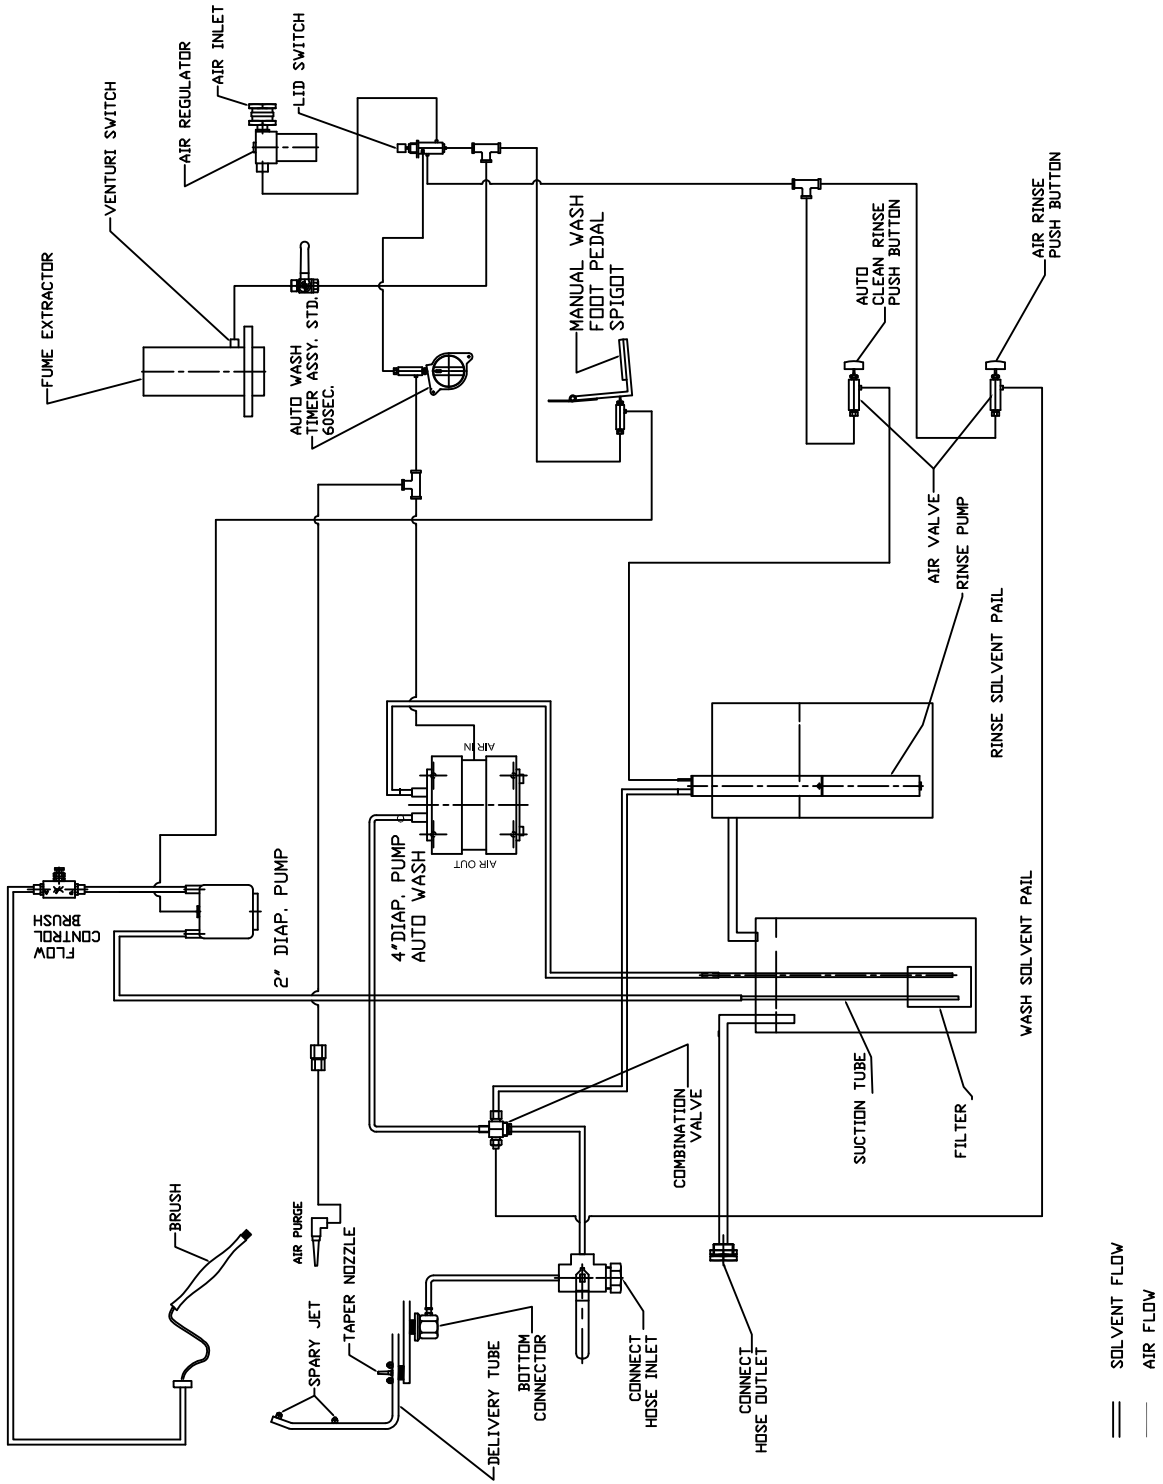 FUME EXTRACTOR
VENTURI SWITCH
AIR REGULATOR
AIR INLET
LID SWITCH
AUTO WASH
TIMER ASSY. STD.
60SEC.
MANUAL WASH
FOOT PEDAL
SPIGOT
AUTO
CLEAN RINSE
PUSH BUTTON
AIR RINSE
PUSH BUTTON
AIR VALVE
RINSE PUMP
RINSE SOLVENT PAIL
FLOW
CONTROL
BRUSH
2" DIAP. PUMP
4"DIAP. PUMP
AUTO WASH
AIR IN
AIR OUT
WASH SOLVENT PAIL
SUCTION TUBE
FILTER
COMBINATION
VALVE
BRUSH
AIR PURGE
TAPER NOZZLE
SPARY JET
DELIVERY TUBE
BOTTOM
CONNECTOR
CONNECT
HOSE INLET
CONNECT
HOSE OUTLET
SOLVENT FLOW
AIR FLOW